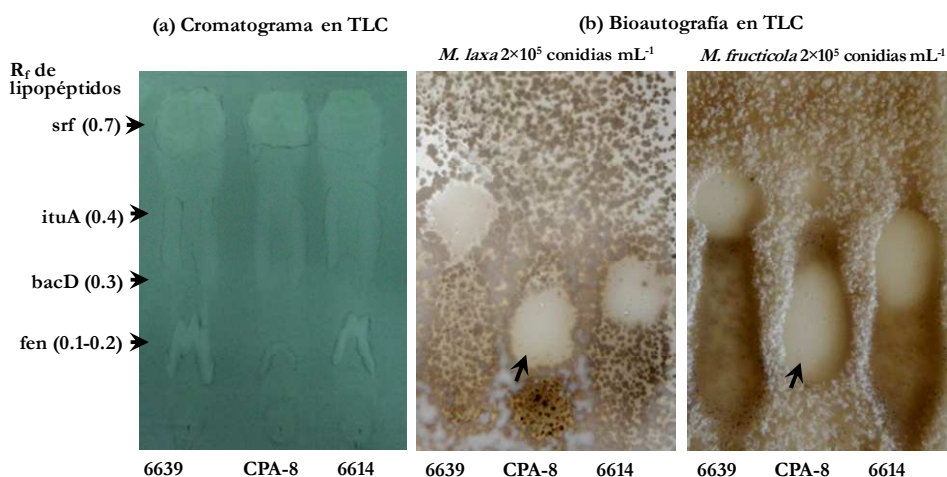 (a) Cromatograma en TLC
(b) Bioautografía en TLC
M. laxa 2×10⁵ conidias mL⁻¹
M. fructicola 2×10⁵ conidias mL⁻¹
R_f de
lipopéptidos
srf (0.7)
ituA (0.4)
bacD (0.3)
fen (0.1-0.2)
6639 CPA-8 6614
6639 CPA-8 6614
6639 CPA-8 6614